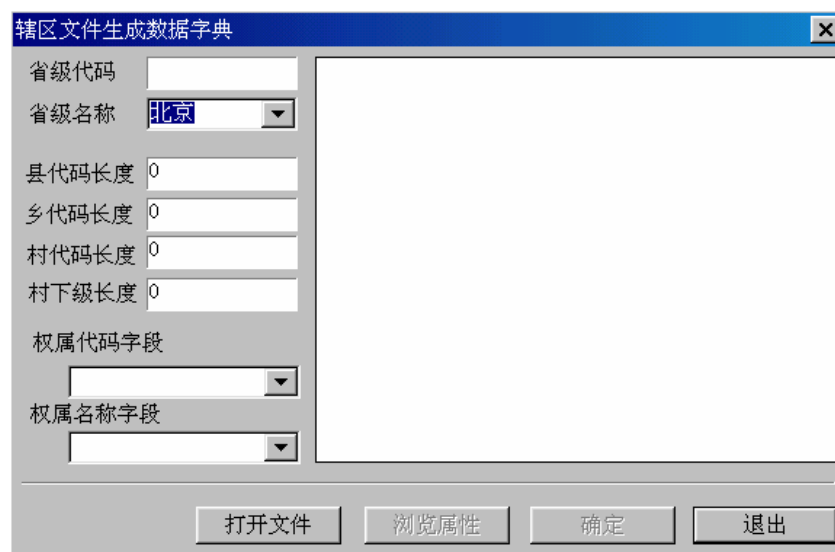 辖区文件生成数据字典
省级代码
省级名称 北京
县代码长度 0
乡代码长度 0
村代码长度 0
村下级长度 0
权属代码字段
权属名称字段
打开文件 浏览属性 确定 退出